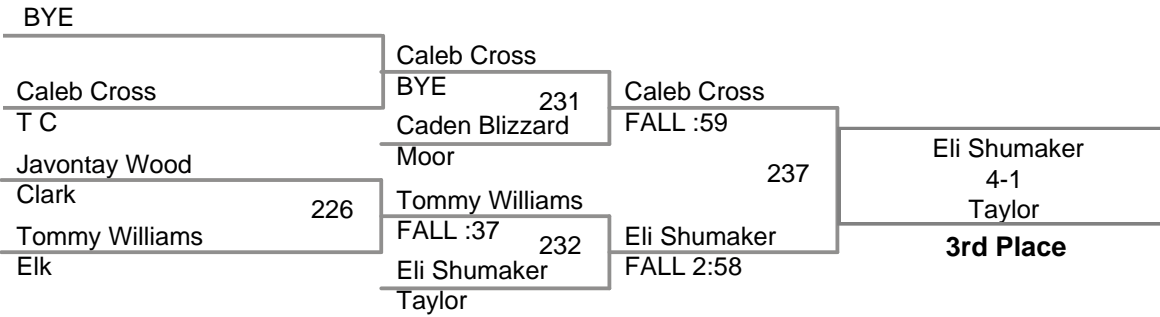 BYE
Caleb Cross
T C
Javontay Wood
Clark
226
Tommy Williams
Elk
Caleb Cross
BYE
231
Caden Blizzard
Moor
Tommy Williams
FALL :37
232
Eli Shumaker
Taylor
Caleb Cross
FALL :59
237
Eli Shumaker
FALL 2:58
Eli Shumaker
4-1
Taylor
3rd Place